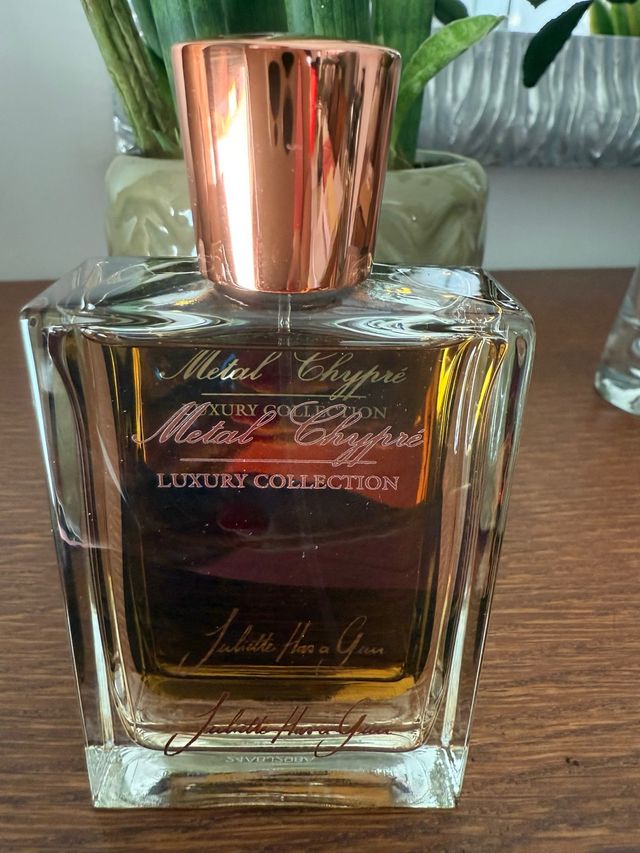 Metal Chypré
LUXURY COLLECTION
Metal Chypré
LUXURY COLLECTION
Juliette Has a Gun
Juliette Has a Gun